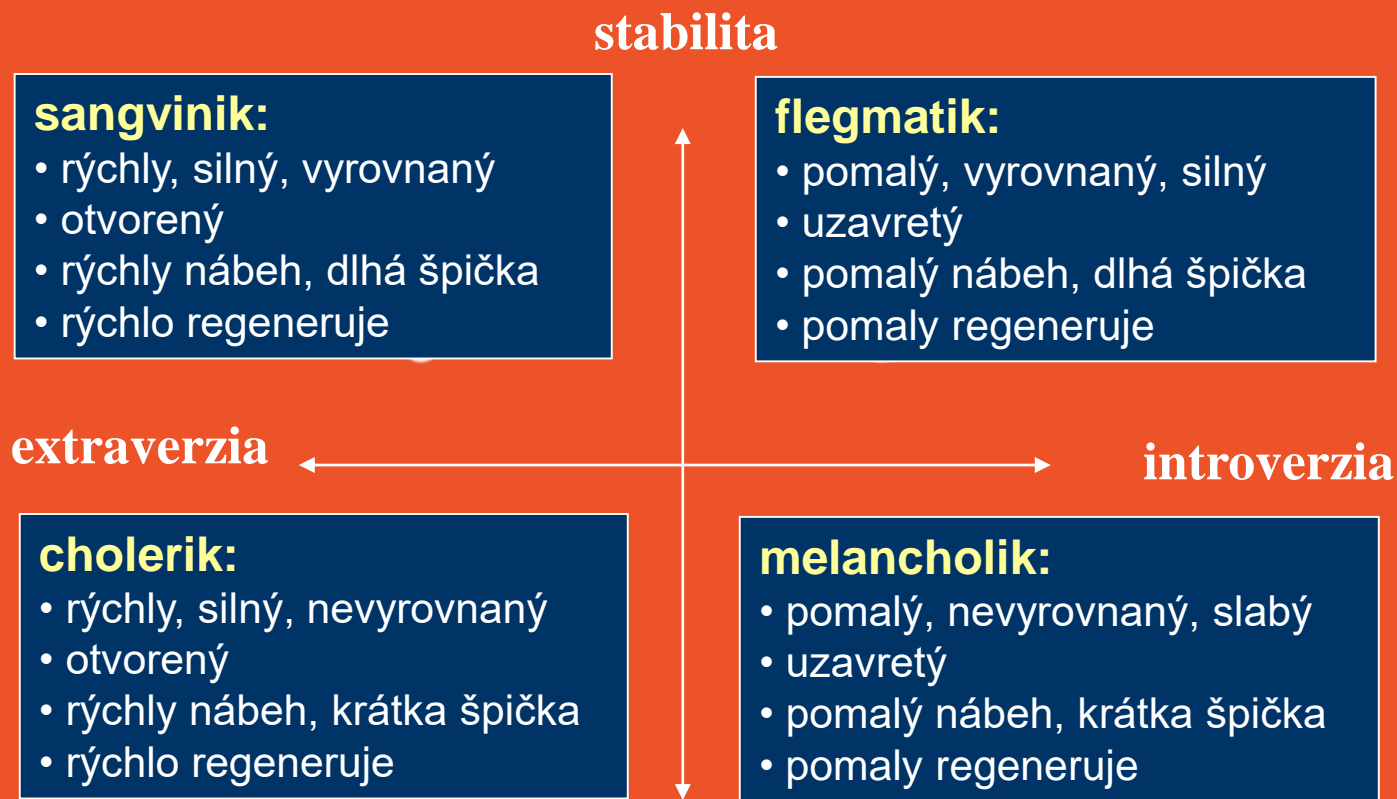 stabilita
sangvinik:
• rýchly, silný, vyrovnaný
• otvorený
• rýchly nábeh, dlhá špička
• rýchlo regeneruje
flegmatik:
• pomalý, vyrovnaný, silný
• uzavretý
• pomalý nábeh, dlhá špička
• pomaly regeneruje
extraverzia
introverzia
cholerik:
• rýchly, silný, nevyrovnaný
• otvorený
• rýchly nábeh, krátka špička
• rýchlo regeneruje
melancholik:
• pomalý, nevyrovnaný, slabý
• uzavretý
• pomalý nábeh, krátka špička
• pomaly regeneruje